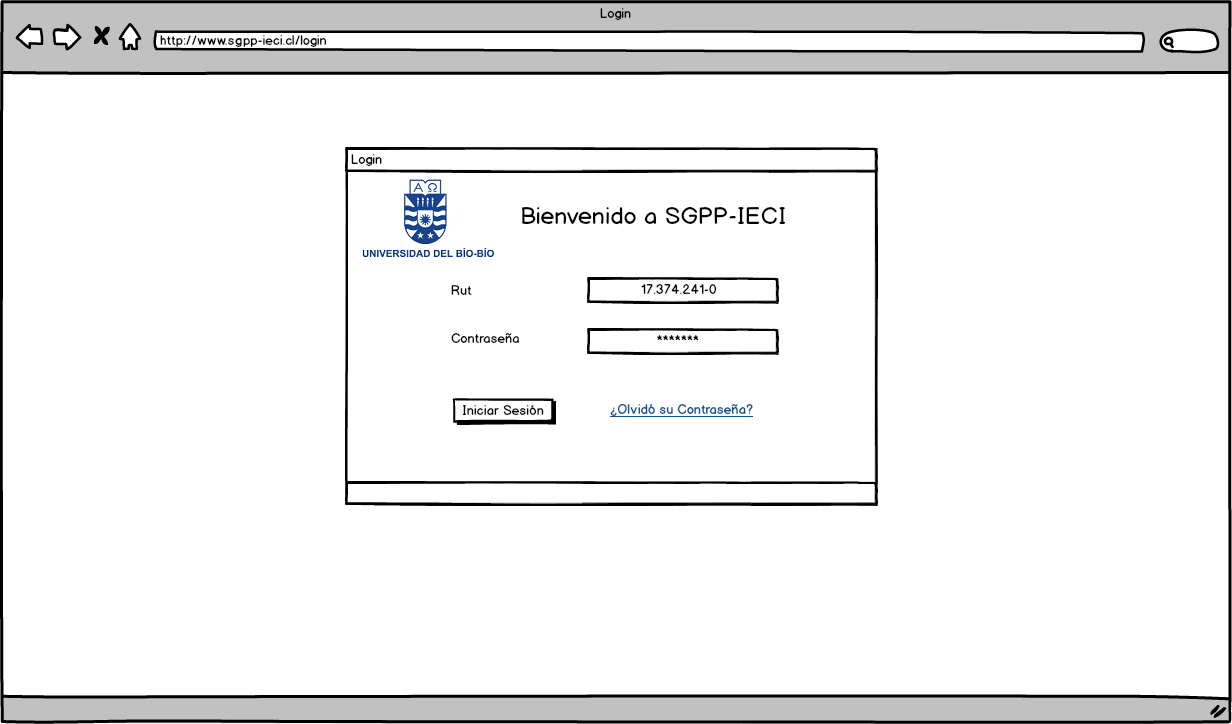 Login
http://www.sgpp-ieci.cl/login
Login
ΑΩ
UNIVERSIDAD DEL BÍO-BÍO
Bienvenido a SGPP-IECI
Rut 17.374.241-0
Contraseña *******
Iniciar Sesión ¿Olvidó su Contraseña?